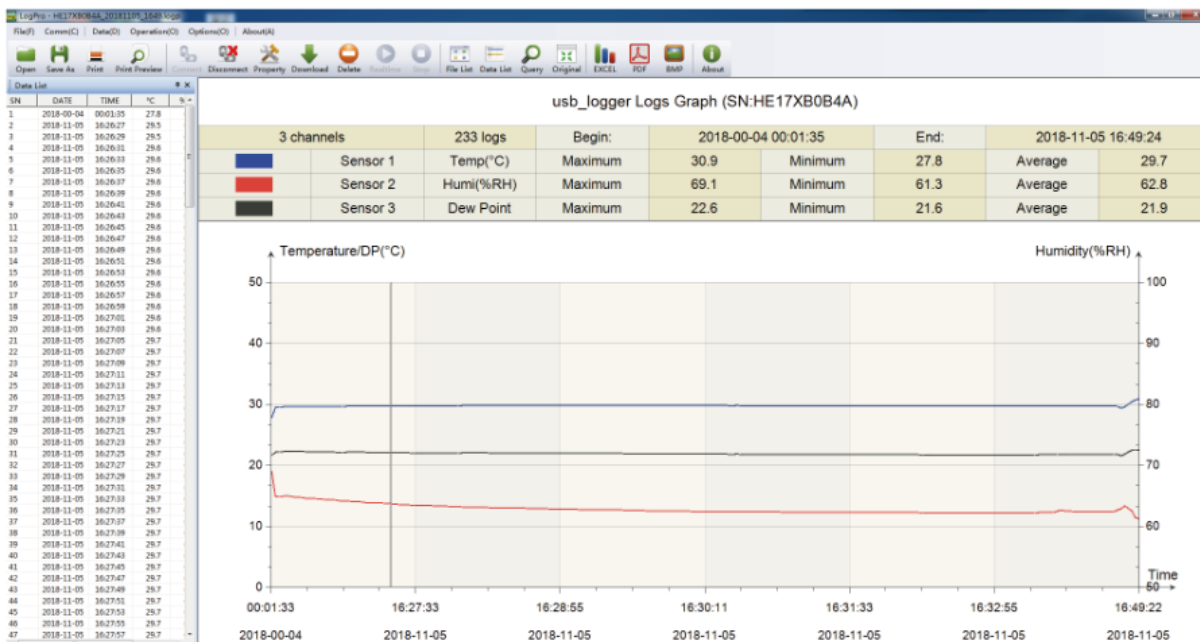 LogPro - HE17XB0B4A_20181105_1649.logs
File(F) Comm(C) Data(D) Operation(O) Options(O) About(A)
Open Save As Print Print Preview Connect Disconnect Property Download Delete Realtime Stop File List Data List Query Original EXCEL PDF BMP About
Data List
SN DATE TIME °C %
1 2018-00-04 00:01:35 27.8
2 2018-11-05 16:26:27 29.5
3 2018-11-05 16:26:29 29.5
4 2018-11-05 16:26:31 29.6
5 2018-11-05 16:26:33 29.6
6 2018-11-05 16:26:35 29.6
7 2018-11-05 16:26:37 29.6
8 2018-11-05 16:26:39 29.6
9 2018-11-05 16:26:41 29.6
10 2018-11-05 16:26:43 29.6
11 2018-11-05 16:26:45 29.6
12 2018-11-05 16:26:47 29.6
13 2018-11-05 16:26:49 29.6
14 2018-11-05 16:26:51 29.6
15 2018-11-05 16:26:53 29.6
16 2018-11-05 16:26:55 29.6
17 2018-11-05 16:26:57 29.6
18 2018-11-05 16:26:59 29.6
19 2018-11-05 16:27:01 29.6
20 2018-11-05 16:27:03 29.6
21 2018-11-05 16:27:05 29.7
22 2018-11-05 16:27:07 29.7
23 2018-11-05 16:27:09 29.7
24 2018-11-05 16:27:11 29.7
25 2018-11-05 16:27:13 29.7
26 2018-11-05 16:27:15 29.7
27 2018-11-05 16:27:17 29.7
28 2018-11-05 16:27:19 29.7
29 2018-11-05 16:27:21 29.7
30 2018-11-05 16:27:23 29.7
31 2018-11-05 16:27:25 29.7
32 2018-11-05 16:27:27 29.7
33 2018-11-05 16:27:29 29.7
34 2018-11-05 16:27:31 29.7
35 2018-11-05 16:27:33 29.7
36 2018-11-05 16:27:35 29.7
37 2018-11-05 16:27:37 29.7
38 2018-11-05 16:27:39 29.7
39 2018-11-05 16:27:41 29.7
40 2018-11-05 16:27:43 29.7
41 2018-11-05 16:27:45 29.7
42 2018-11-05 16:27:47 29.7
43 2018-11-05 16:27:49 29.7
44 2018-11-05 16:27:51 29.7
45 2018-11-05 16:27:53 29.7
46 2018-11-05 16:27:55 29.7
47 2018-11-05 16:27:57 29.7
usb_logger Logs Graph (SN:HE17XB0B4A)
3 channels 233 logs Begin: 2018-00-04 00:01:35 End: 2018-11-05 16:49:24
Sensor 1 Temp(°C) Maximum 30.9 Minimum 27.8 Average 29.7
Sensor 2 Humi(%RH) Maximum 69.1 Minimum 61.3 Average 62.8
Sensor 3 Dew Point Maximum 22.6 Minimum 21.6 Average 21.9
Temperature/DP(°C) Humidity(%RH)
50 100
40 90
30 80
20 70
10 60
Time
0 50
00:01:33 16:27:33 16:28:55 16:30:11 16:31:33 16:32:55 16:49:22
2018-00-04 2018-11-05 2018-11-05 2018-11-05 2018-11-05 2018-11-05 2018-11-05